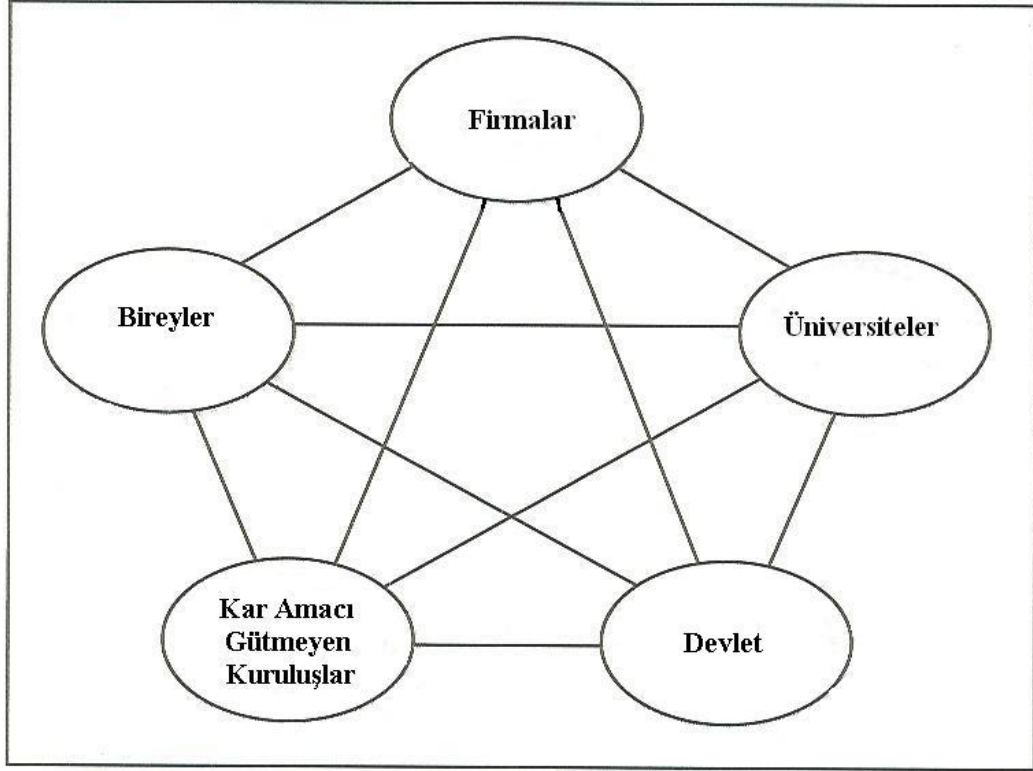 Firmalar
Bireyler
Üniversiteler
Kar Amacı
Gütmeyen
Kuruluşlar
Devlet